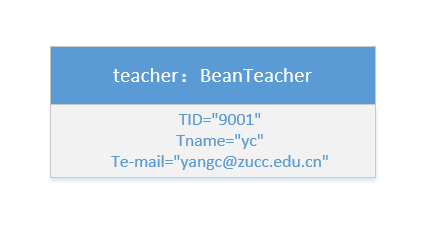 teacher：BeanTeacher
TID="9001"
Tname="yc"
Te-mail="yangc@zucc.edu.cn"